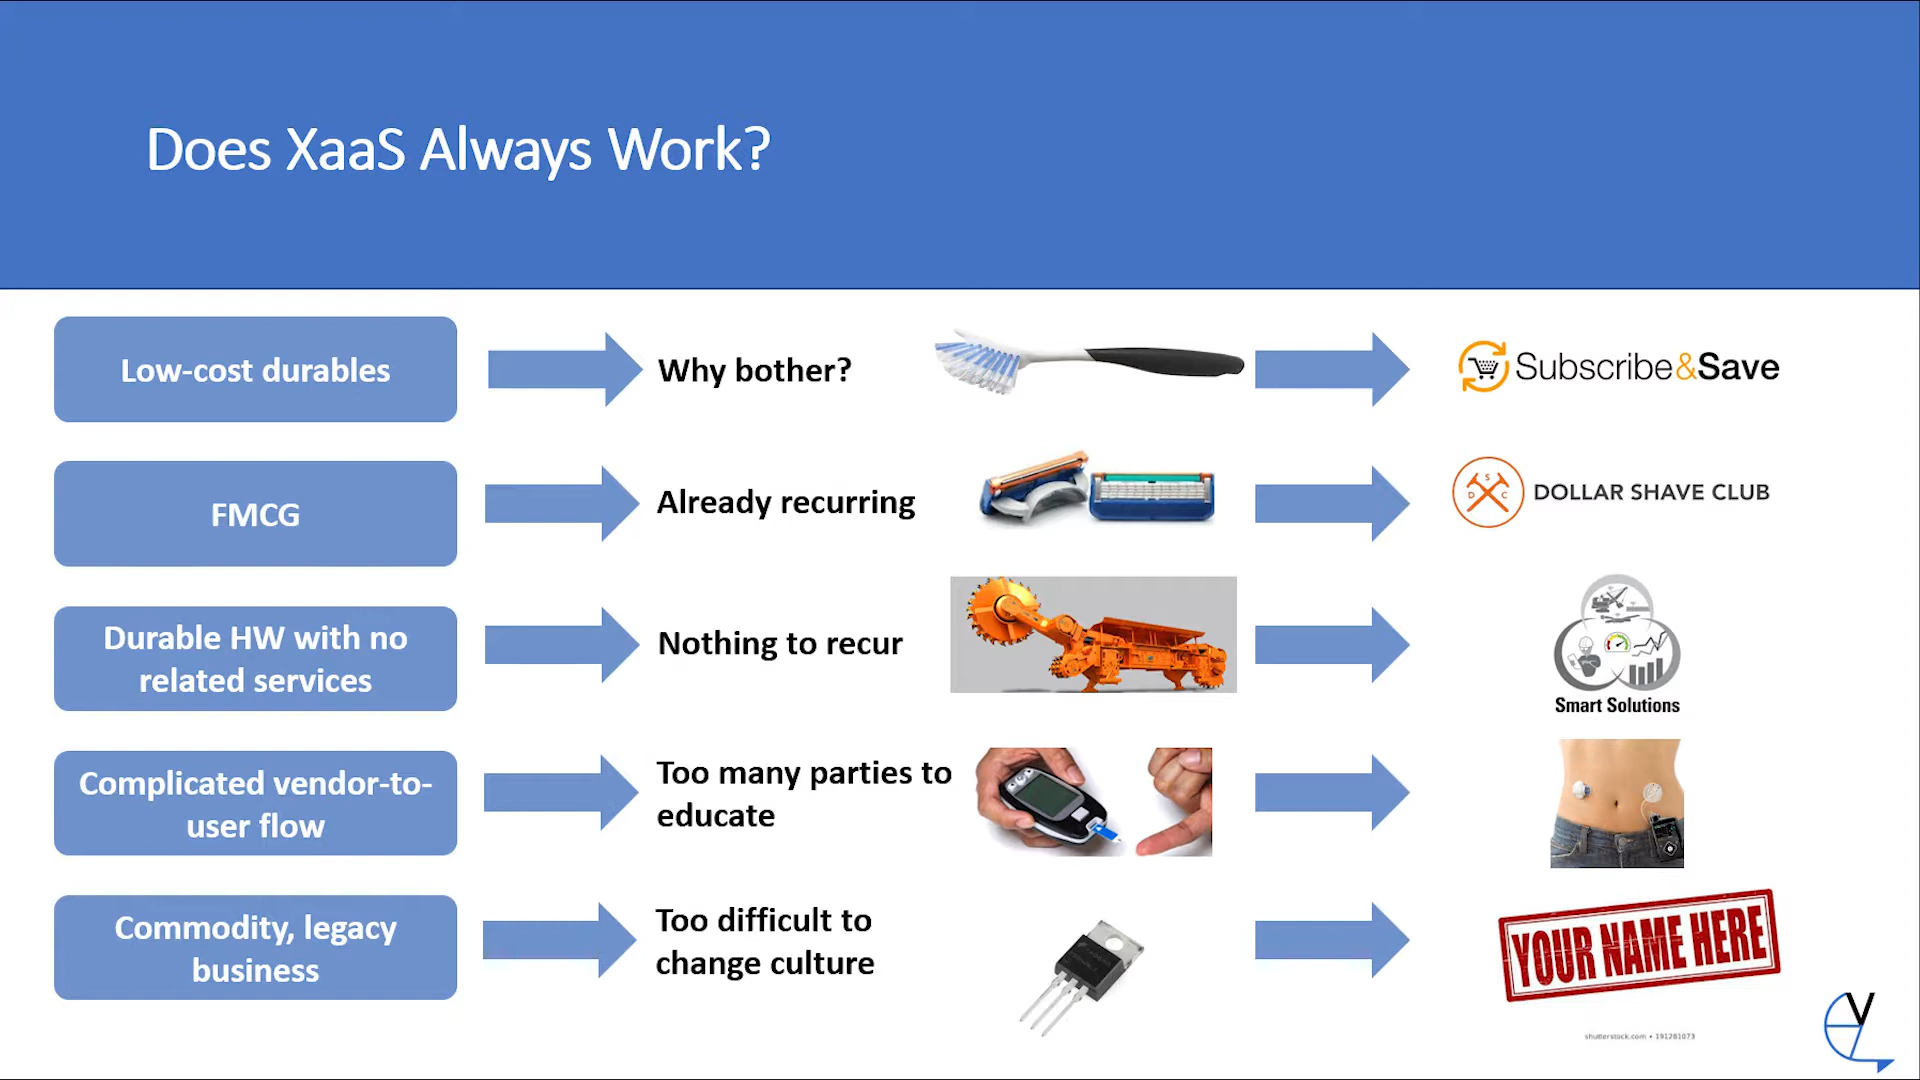 Does XaaS Always Work?
Low-cost durables
Why bother?
Subscribe&Save
FMCG
Already recurring
D S C
DOLLAR SHAVE CLUB
Durable HW with no
related services
Nothing to recur
Smart Solutions
Complicated vendor-to-
user flow
Too many parties to
educate
Commodity, legacy
business
Too difficult to
change culture
YOUR NAME HERE
shutterstock.com • 191281073